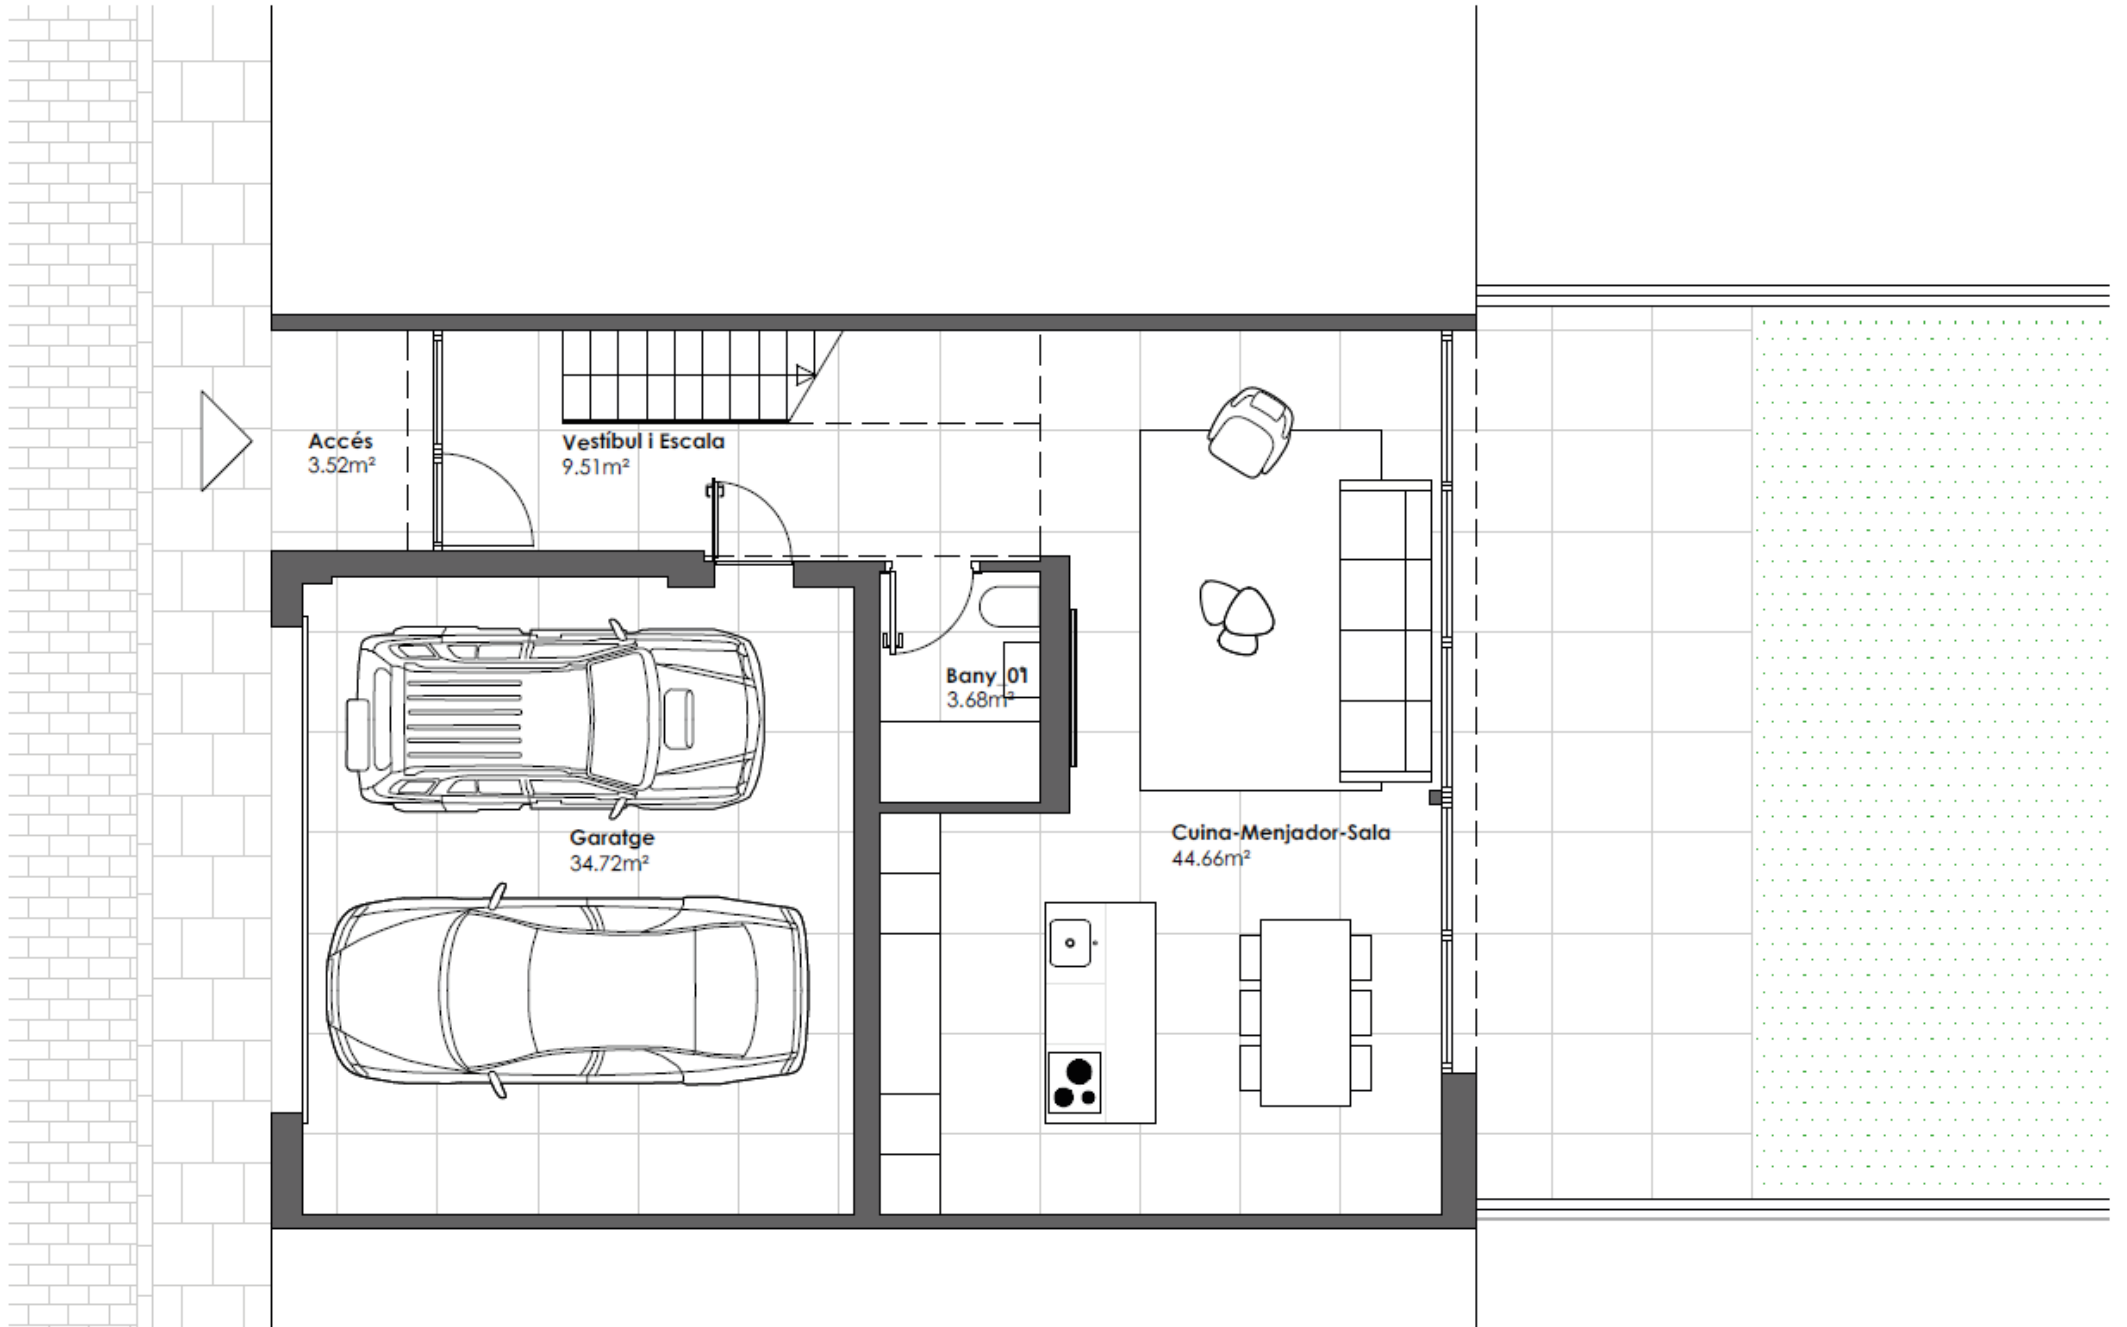 Accés
3.52m²
Vestíbul i Escala
9.51m²
Bany_01
3.68m²
Garatge
34.72m²
Cuina-Menjador-Sala
44.66m²